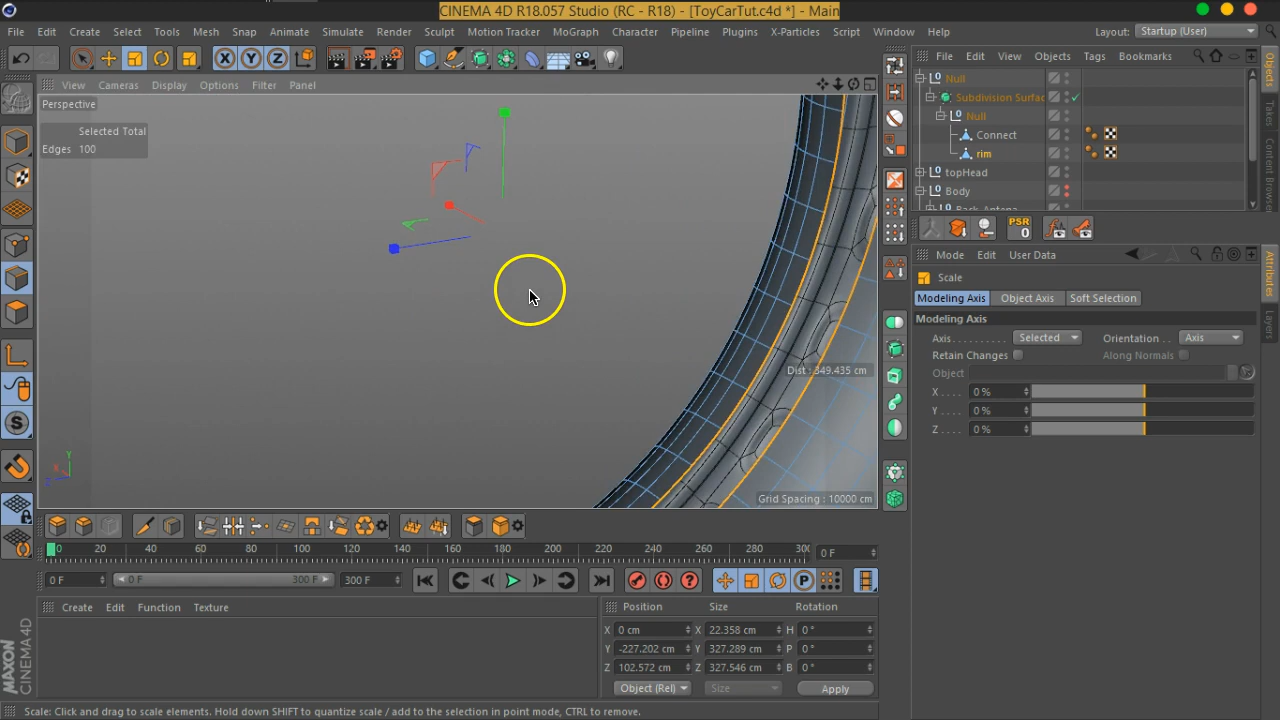 CINEMA 4D R18.057 Studio (RC - R18) - [ToyCarTut.c4d *] - Main
File Edit Create Select Tools Mesh Snap Animate Simulate Render Sculpt Motion Tracker MoGraph Character Pipeline Plugins X-Particles Script Window Help
Layout: Startup (User)
X Y Z
File Edit View Objects Tags Bookmarks
View Cameras Display Options Filter Panel
Perspective
Selected Total
Edges 100
Null
Subdivision Surfac
Null
Connect
rim
topHead
Body
Back Antena
Objects
Takes
Content Browser
PSR
0
Mode Edit User Data
Scale
Modeling Axis Object Axis Soft Selection
Modeling Axis
Axis Selected Orientation Axis
Retain Changes Along Normals
Object
X 0 %
Y 0 %
Z 0 %
Attributes
Layers
Dist : 349.435 cm
Grid Spacing : 10000 cm
Y
X
Z
S
0 20 40 60 80 100 120 140 160 180 200 220 240 260 280 30
0 F
0 F 0 F 300 F 300 F
P
Create Edit Function Texture
Position Size Rotation
X 0 cm X 22.358 cm H 0 °
Y -227.202 cm Y 327.289 cm P 0 °
Z 102.572 cm Z 327.546 cm B 0 °
Object (Rel) Size Apply
MAXON
CINEMA 4D
Scale: Click and drag to scale elements. Hold down SHIFT to quantize scale / add to the selection in point mode, CTRL to remove.